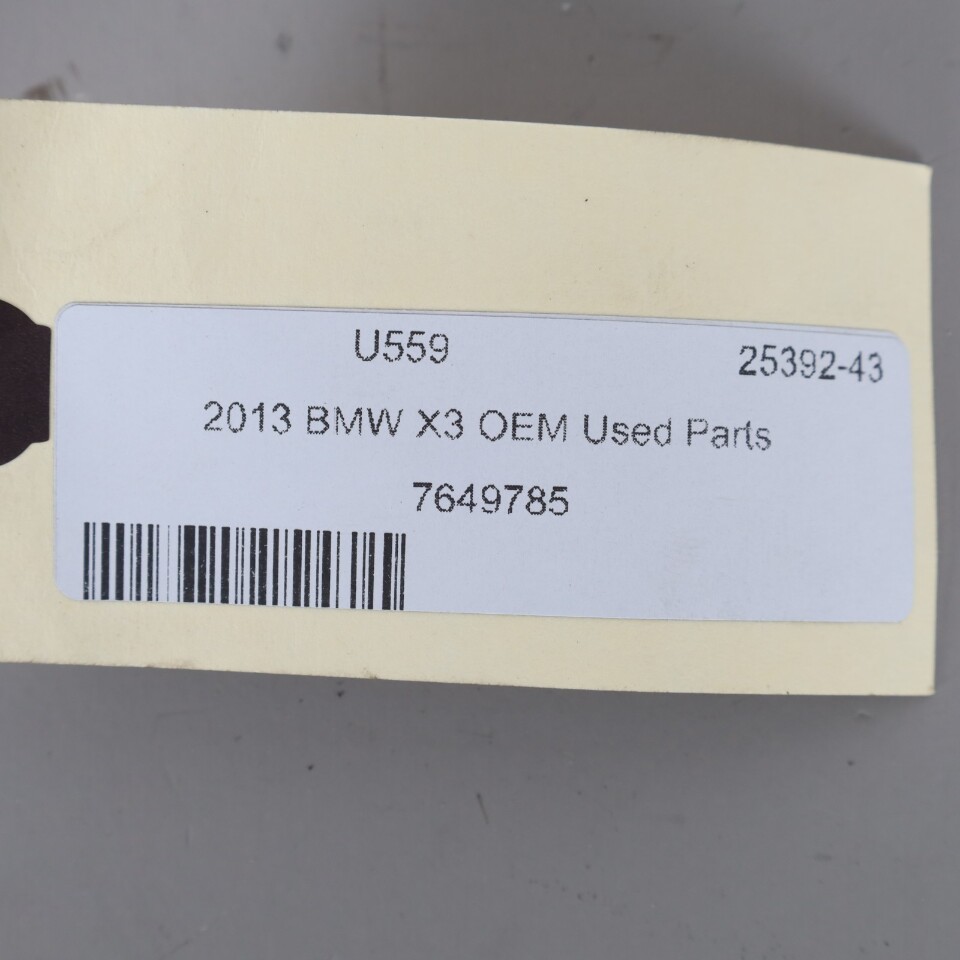 U559 25392-43
2013 BMW X3 OEM Used Parts
7649785